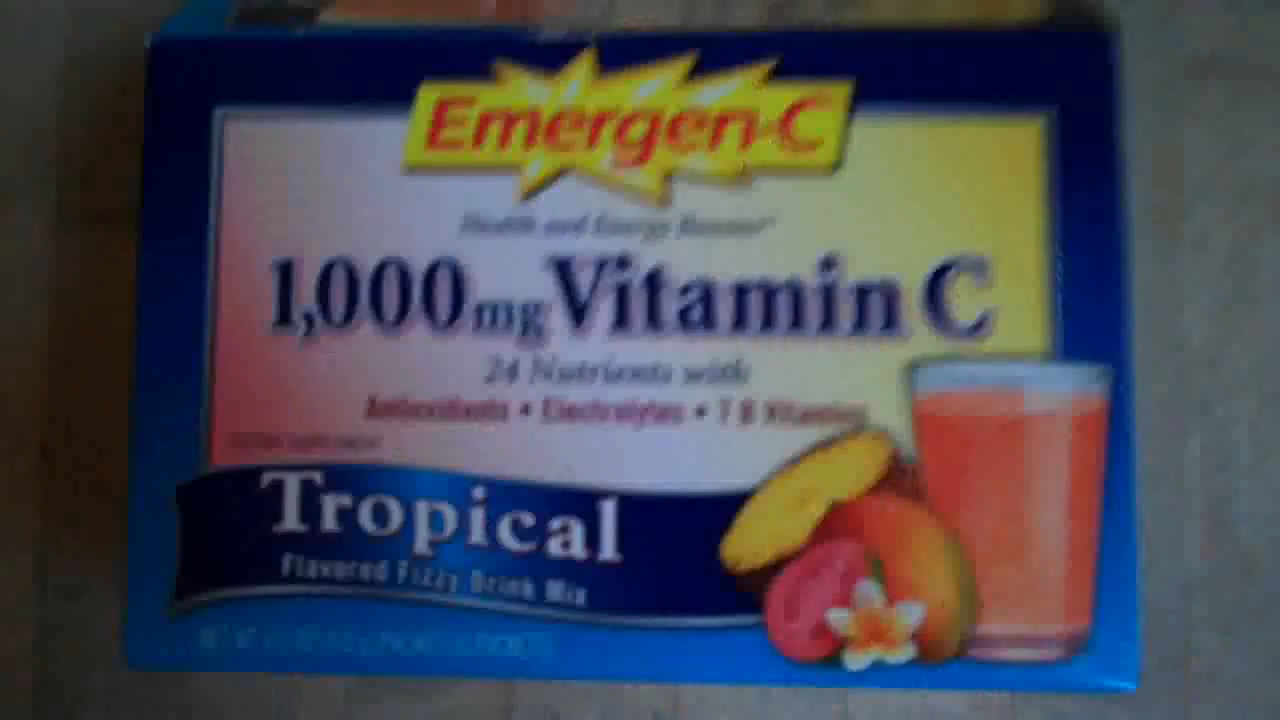 Emergen-C
Health and Energy Booster*
1,000mg Vitamin C
24 Nutrients with
Antioxidants • Electrolytes • 7 B Vitamins
Tropical
Flavored Fizzy Drink Mix